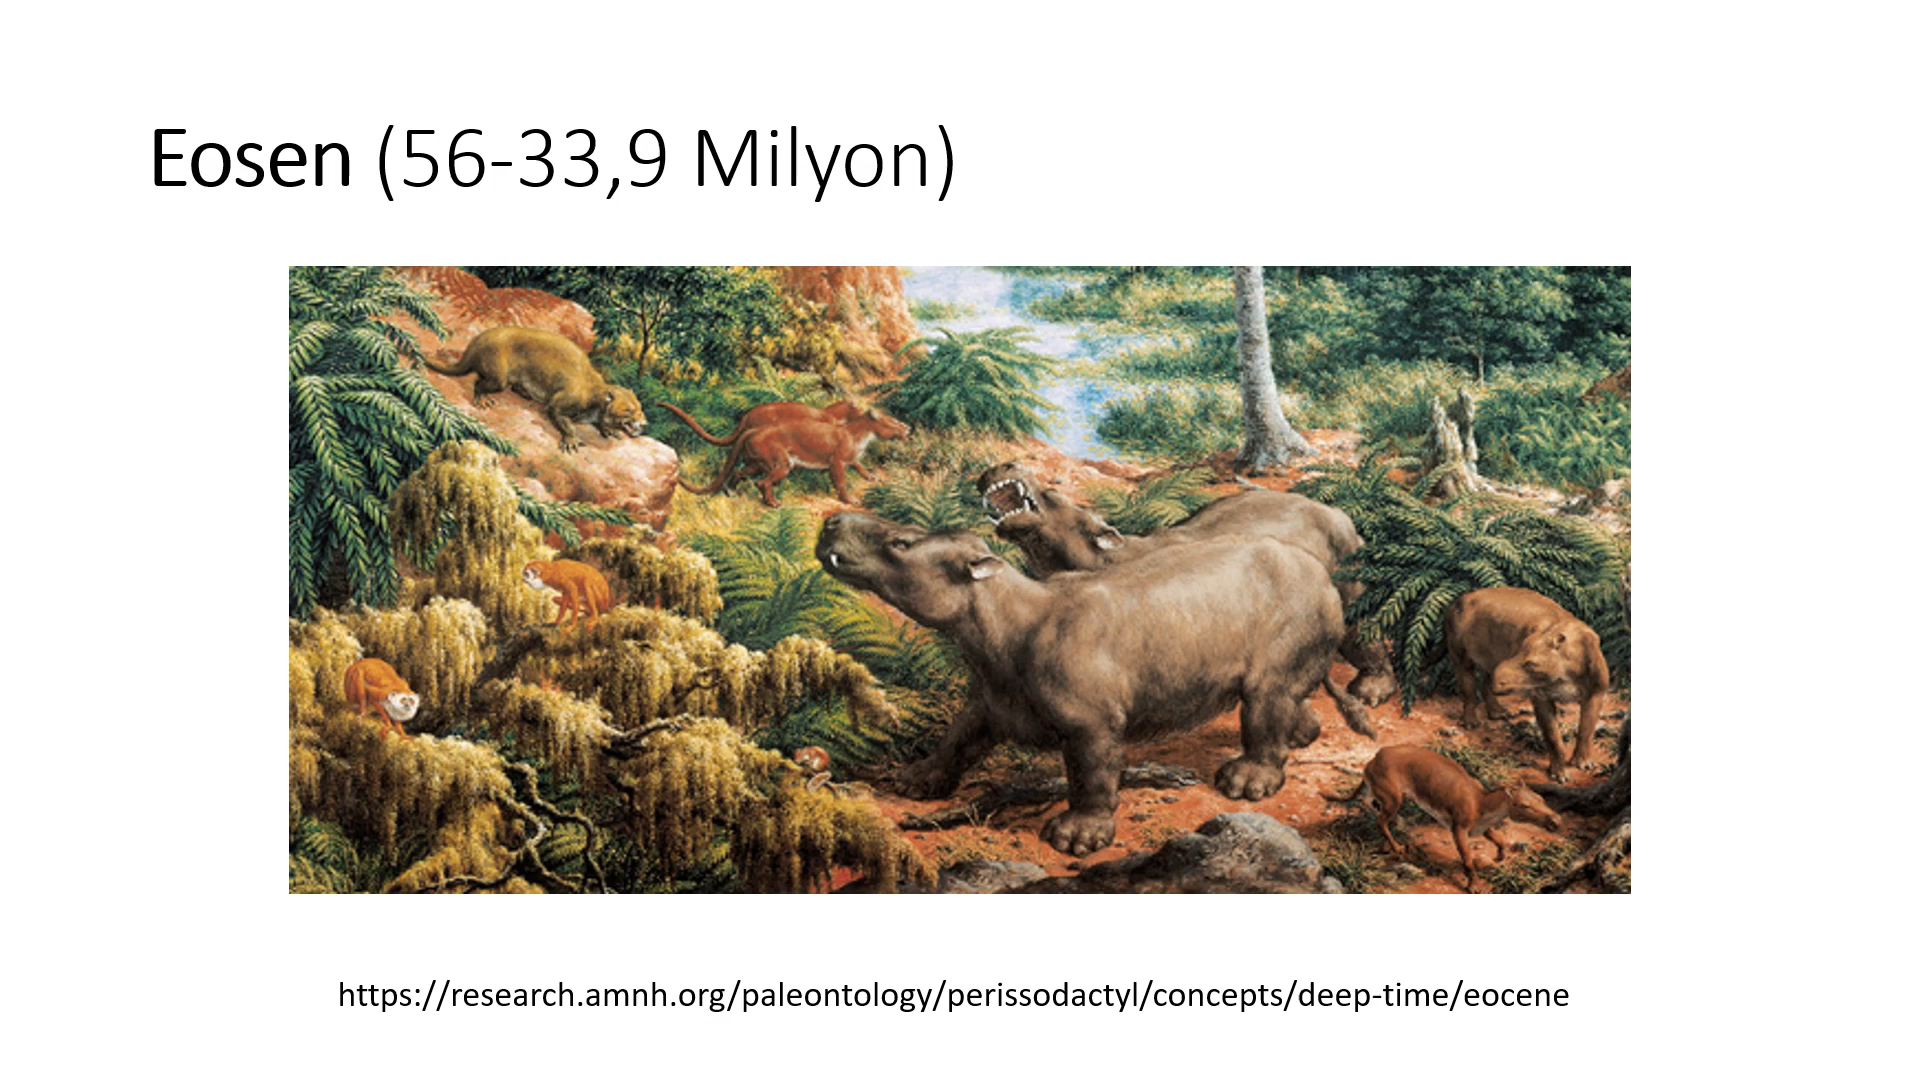 Eosen (56-33,9 Milyon)
https://research.amnh.org/paleontology/perissodactyl/concepts/deep-time/eocene